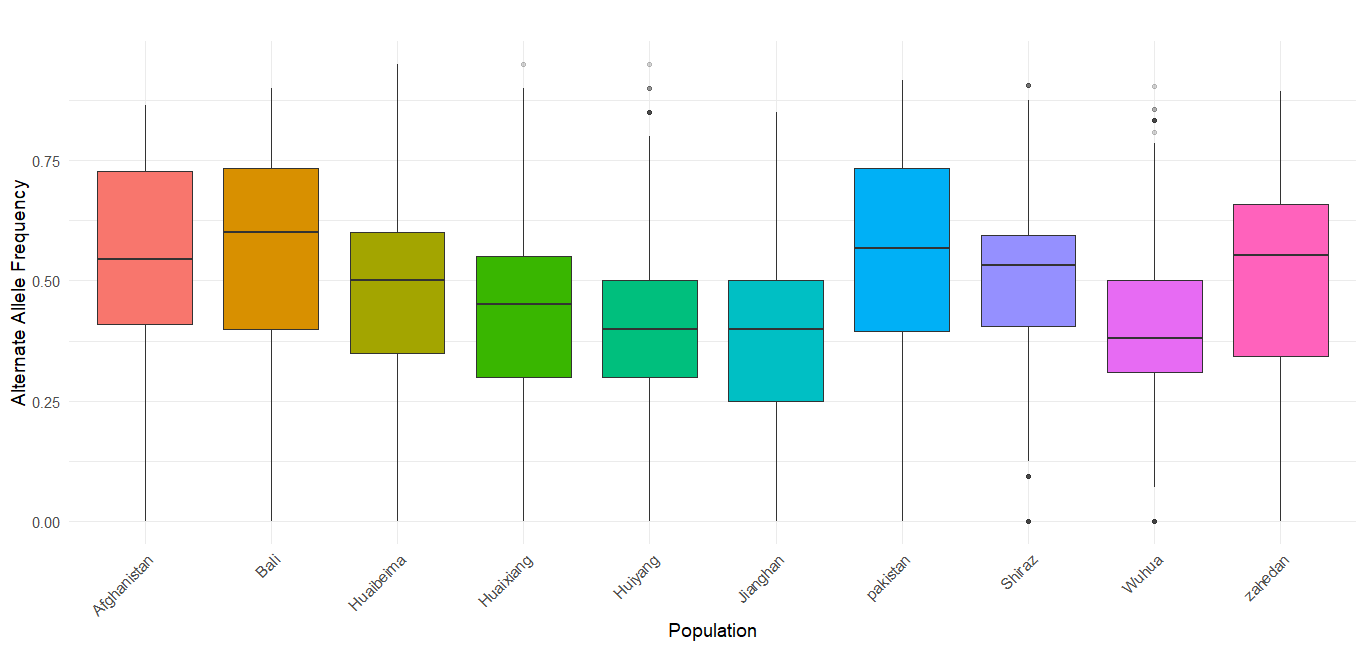 Alternate Allele Frequency
0.75
0.50
0.25
0.00
Afghanistan
Bali
Huaibeima
Huaixiang
Huiyang
Jianghan
pakistan
Shiraz
Wuhua
zahedan
Population